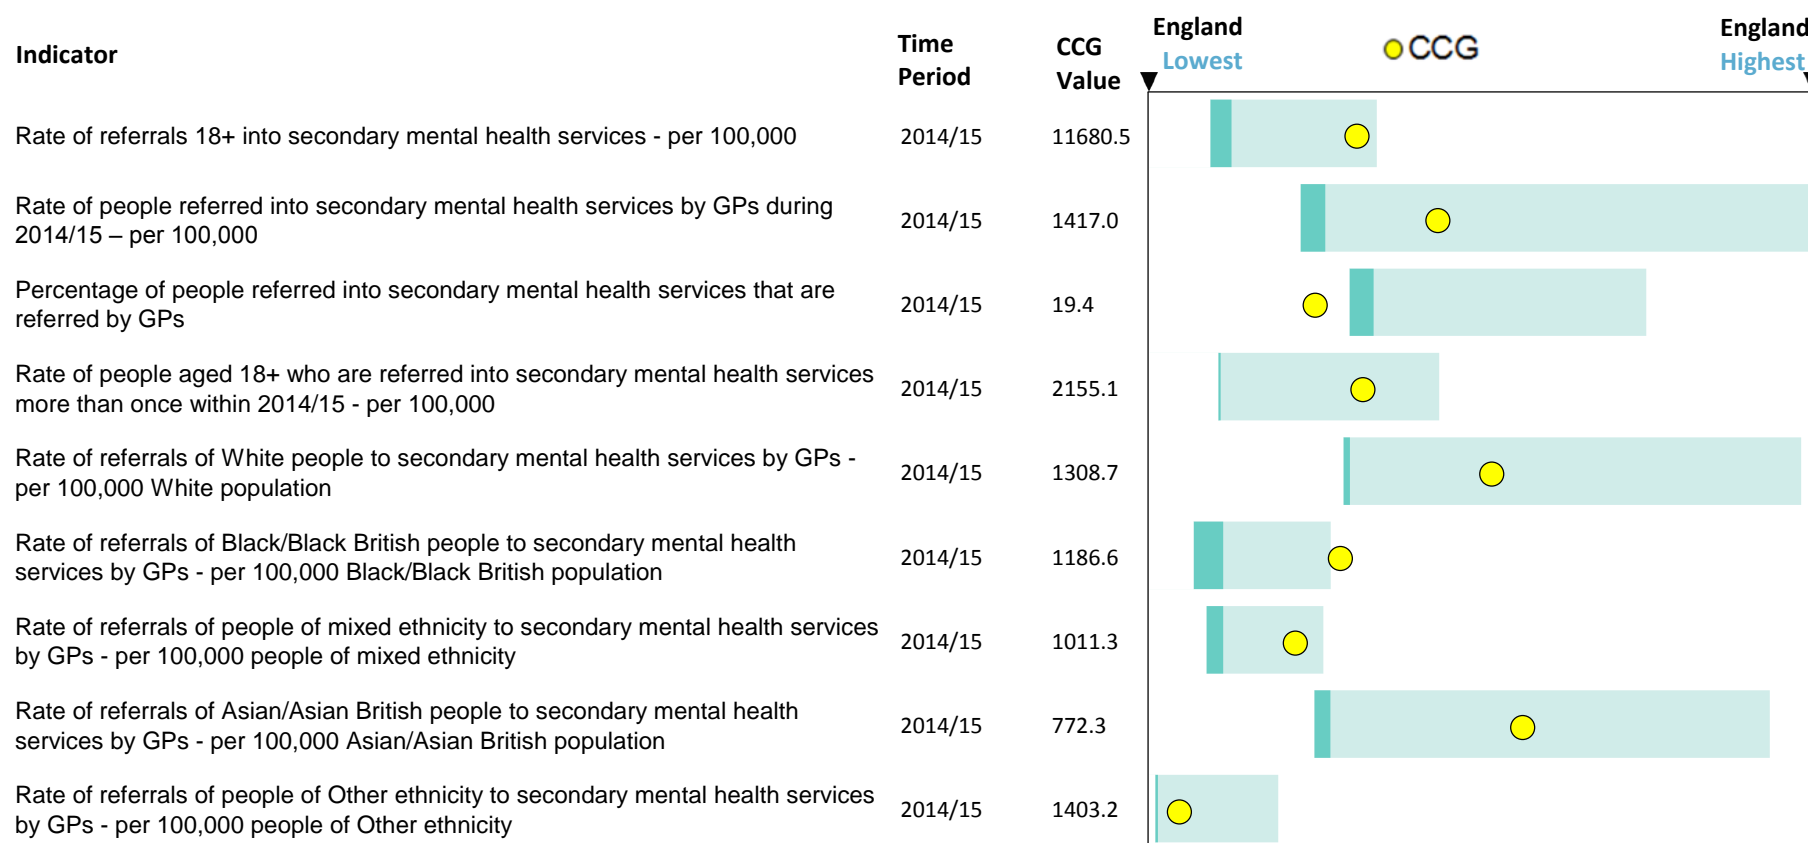 Indicator
Time
Period
CCG
Value
England
Lowest
CCG
England
Highest
Rate of referrals 18+ into secondary mental health services - per 100,000
2014/15
11680.5
Rate of people referred into secondary mental health services by GPs during
2014/15 – per 100,000
2014/15
1417.0
Percentage of people referred into secondary mental health services that are
referred by GPs
2014/15
19.4
Rate of people aged 18+ who are referred into secondary mental health services
more than once within 2014/15 - per 100,000
2014/15
2155.1
Rate of referrals of White people to secondary mental health services by GPs -
per 100,000 White population
2014/15
1308.7
Rate of referrals of Black/Black British people to secondary mental health
services by GPs - per 100,000 Black/Black British population
2014/15
1186.6
Rate of referrals of people of mixed ethnicity to secondary mental health services
by GPs - per 100,000 people of mixed ethnicity
2014/15
1011.3
Rate of referrals of Asian/Asian British people to secondary mental health
services by GPs - per 100,000 Asian/Asian British population
2014/15
772.3
Rate of referrals of people of Other ethnicity to secondary mental health services
by GPs - per 100,000 people of Other ethnicity
2014/15
1403.2